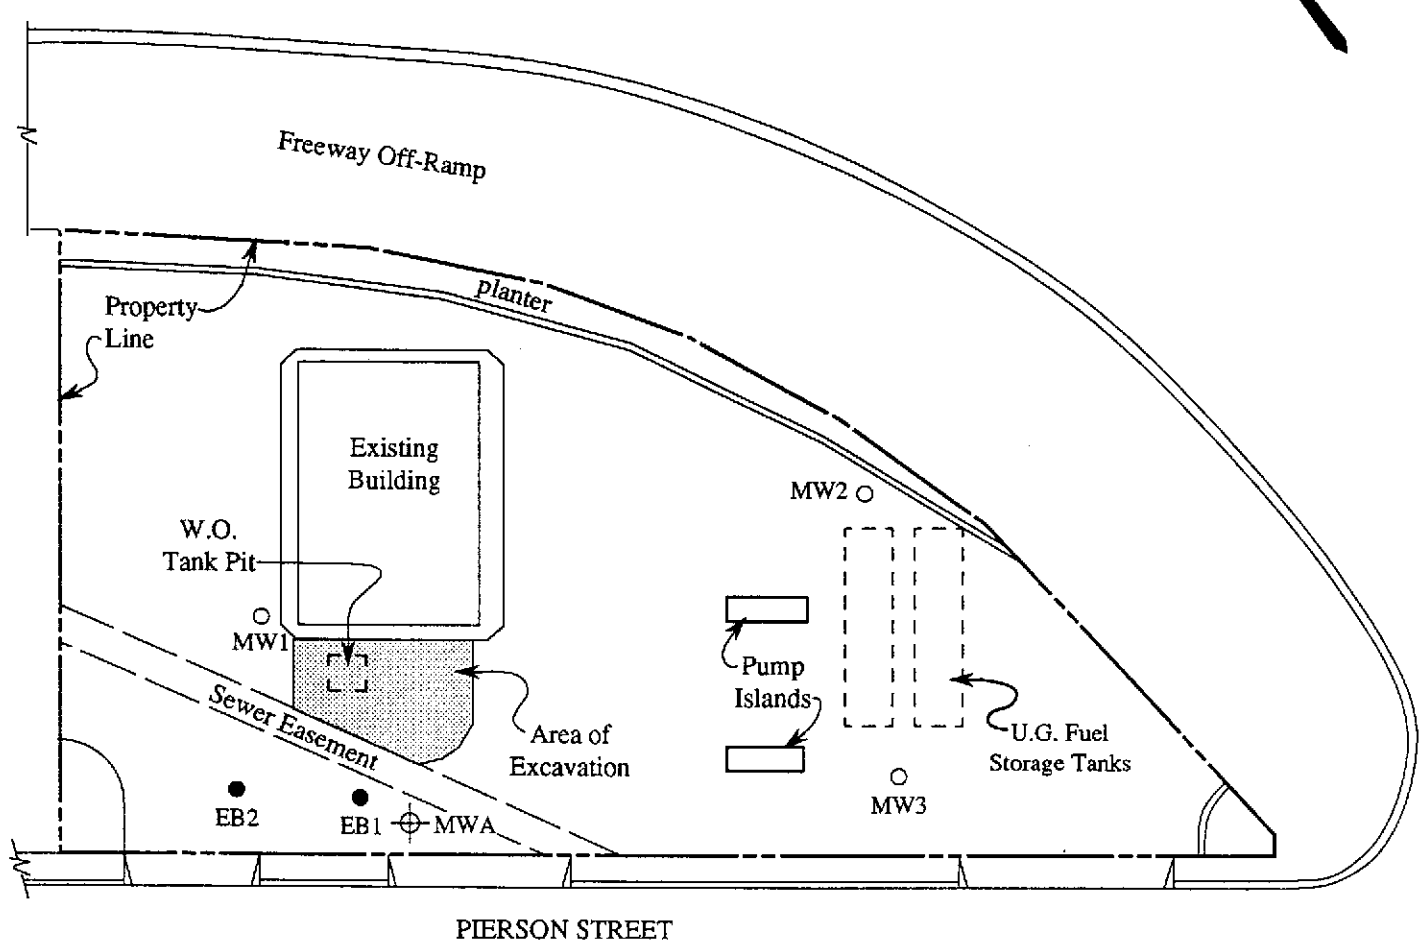 Freeway Off-Ramp
planter
Property
Line
Existing
Building
MW2
W.O.
Tank Pit
MW1
Pump
Islands
Sewer Easement
Area of
Excavation
U.G. Fuel
Storage Tanks
EB2
EB1
MWA
MW3
PIERSON STREET